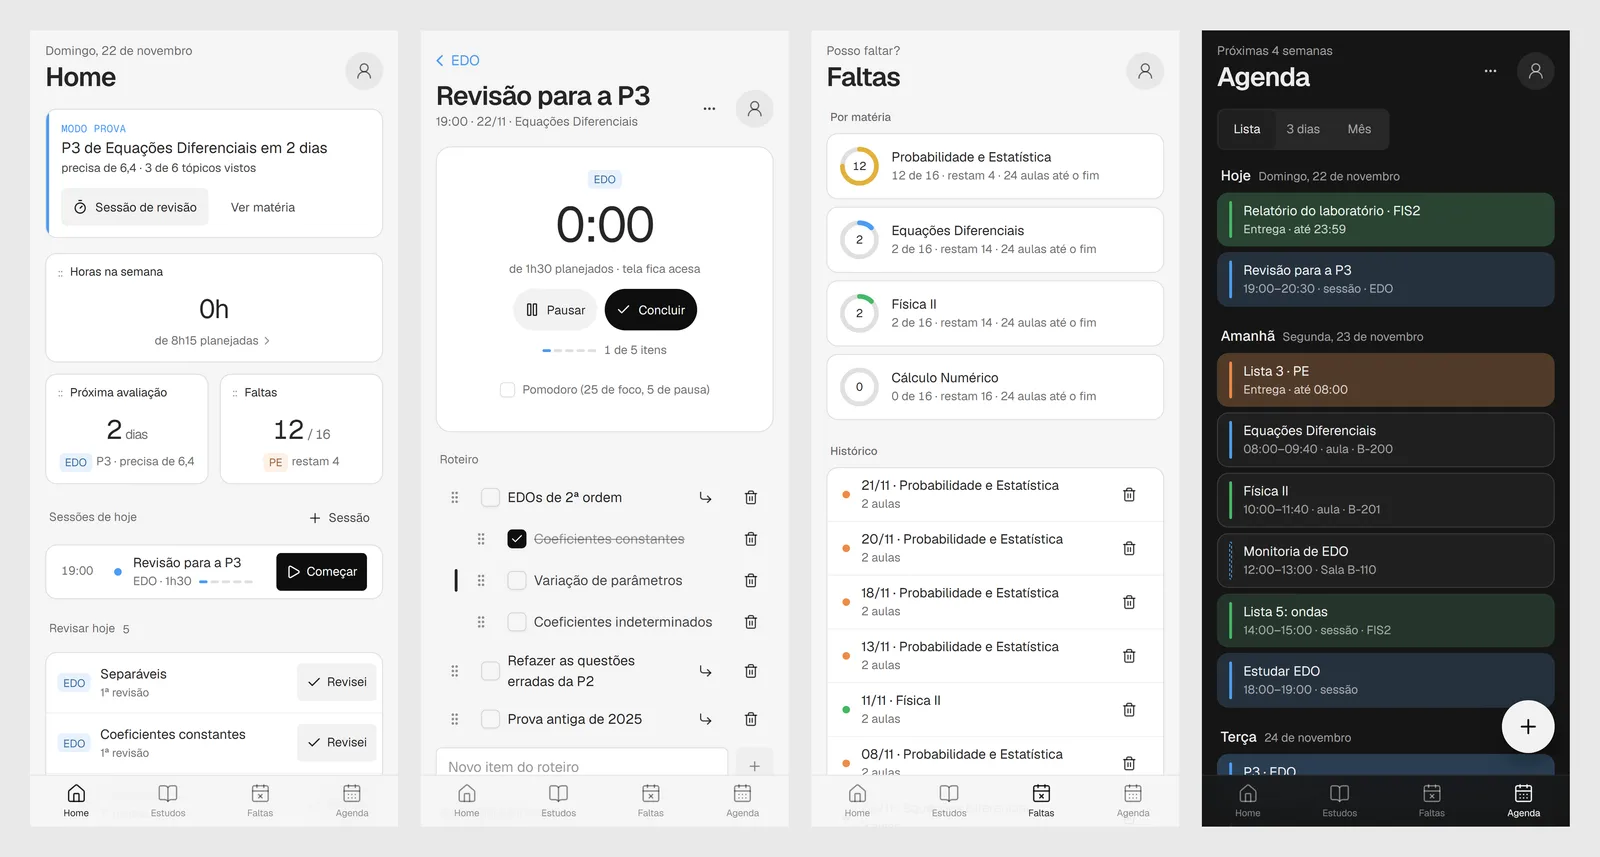 Domingo, 22 de novembro
Home
MODO PROVA
P3 de Equações Diferenciais em 2 dias
precisa de 6,4 · 3 de 6 tópicos vistos
Sessão de revisão
Ver matéria
Horas na semana
0h
de 8h15 planejadas
Próxima avaliação
2 dias
EDO P3 · precisa de 6,4
Faltas
12 / 16
PE restam 4
Sessões de hoje
+ Sessão
19:00
Revisão para a P3
EDO · 1h30
Começar
Revisar hoje 5
EDO
Separáveis
1ª revisão
Revisei
EDO
Coeficientes constantes
1ª revisão
Revisei
Home
Estudos
Faltas
Agenda
EDO
Revisão para a P3
19:00 · 22/11 · Equações Diferenciais
EDO
0:00
de 1h30 planejados · tela fica acesa
Pausar
Concluir
1 de 5 itens
Pomodoro (25 de foco, 5 de pausa)
Roteiro
EDOs de 2ª ordem
Coeficientes constantes
Variação de parâmetros
Coeficientes indeterminados
Refazer as questões
erradas da P2
Prova antiga de 2025
Novo item do roteiro
Home
Estudos
Faltas
Agenda
Posso faltar?
Faltas
Por matéria
12
Probabilidade e Estatística
12 de 16 · restam 4 · 24 aulas até o fim
2
Equações Diferenciais
2 de 16 · restam 14 · 24 aulas até o fim
2
Física II
2 de 16 · restam 14 · 24 aulas até o fim
0
Cálculo Numérico
0 de 16 · restam 16 · 24 aulas até o fim
Histórico
21/11 · Probabilidade e Estatística
2 aulas
20/11 · Probabilidade e Estatística
2 aulas
18/11 · Probabilidade e Estatística
2 aulas
13/11 · Probabilidade e Estatística
2 aulas
11/11 · Física II
2 aulas
08/11 · Probabilidade e Estatística
2 aulas
Home
Estudos
Faltas
Agenda
Próximas 4 semanas
Agenda
Lista
3 dias
Mês
Hoje Domingo, 22 de novembro
Relatório do laboratório · FIS2
Entrega · até 23:59
Revisão para a P3
19:00–20:30 · sessão · EDO
Amanhã Segunda, 23 de novembro
Lista 3 · PE
Entrega · até 08:00
Equações Diferenciais
08:00–09:40 · aula · B-200
Física II
10:00–11:40 · aula · B-201
Monitoria de EDO
12:00–13:00 · Sala B-110
Lista 5: ondas
14:00–15:00 · sessão · FIS2
Estudar EDO
18:00–19:00 · sessão
Terça 24 de novembro
P3 · EDO
Home
Estudos
Faltas
Agenda